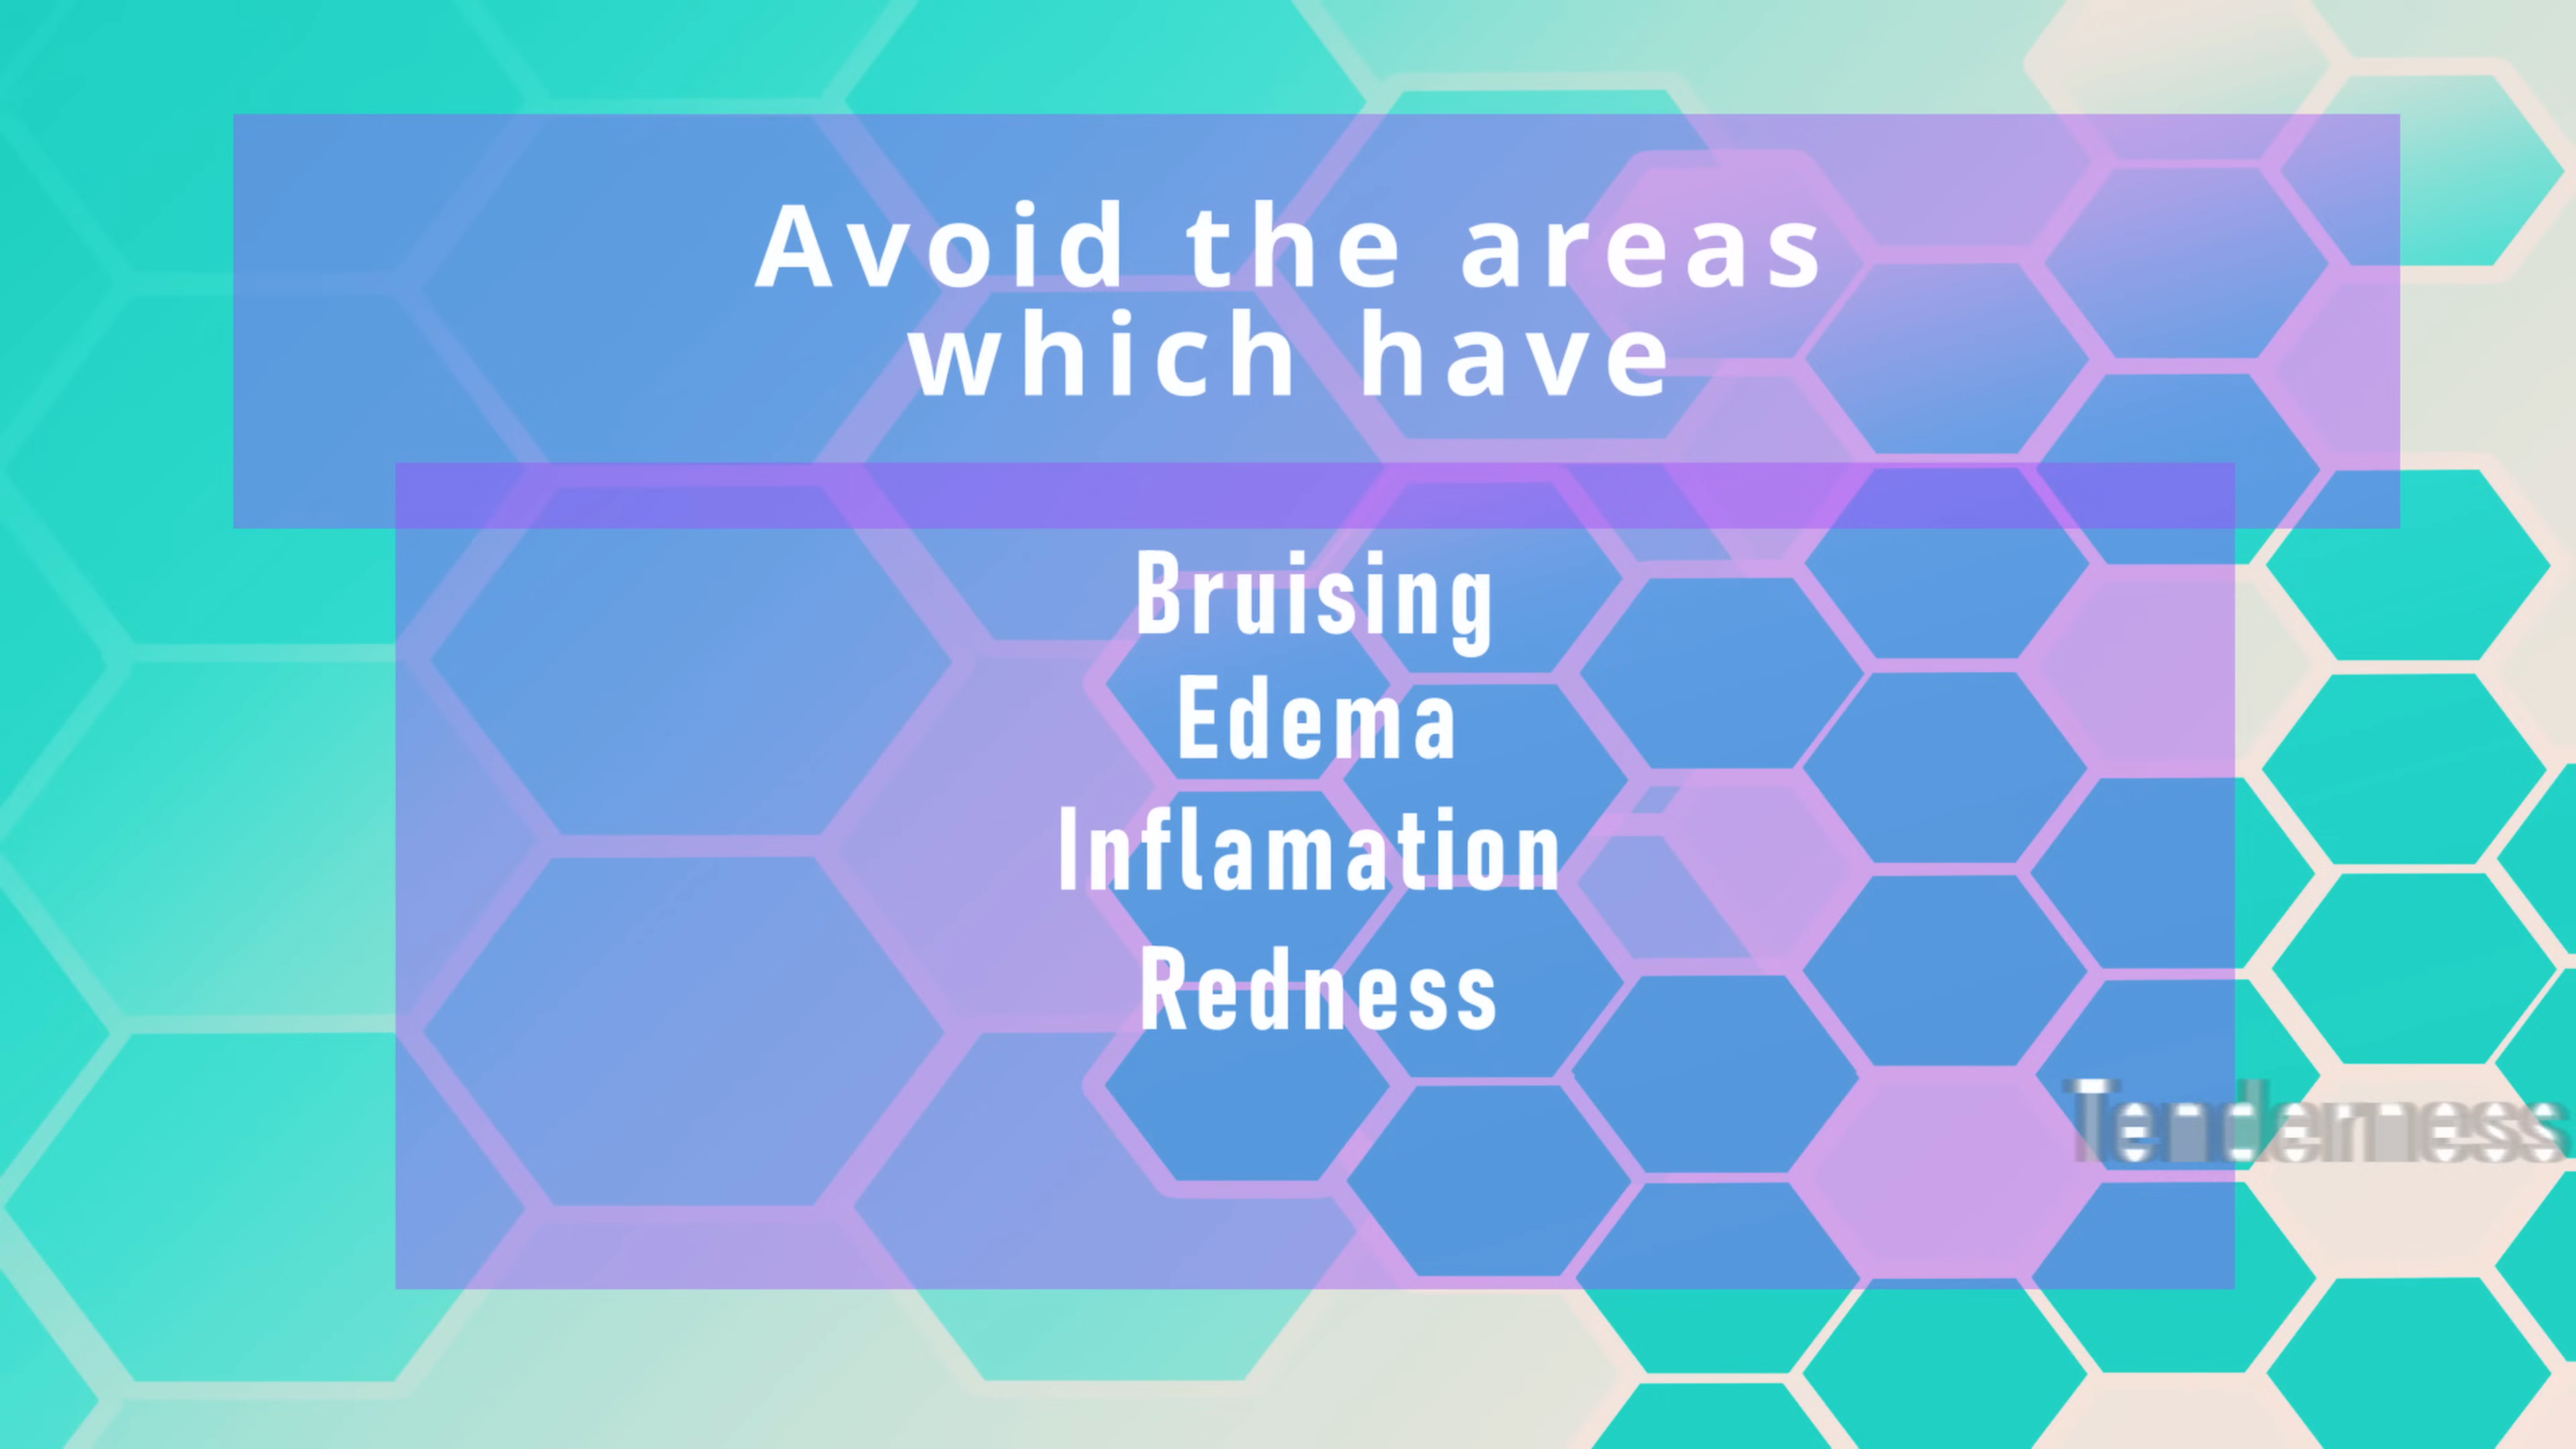 Avoid the areas
which have
Bruising
Edema
Inflamation
Redness
Tenderness